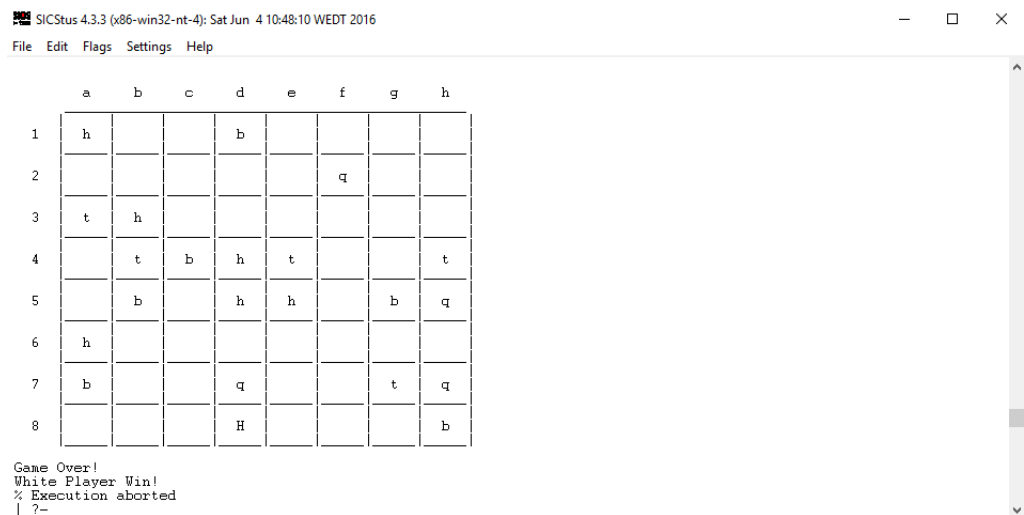 SICStus 4.3.3 (x86-win32-nt-4): Sat Jun 4 10:48:10 WEDT 2016
File Edit Flags Settings Help
a b c d e f g h
1 h b
2 q
3 t h
4 t b h t t
5 b h h b q
6 h
7 b q t q
8 H b
Game Over!
White Player Win!
% Execution aborted
| ?-